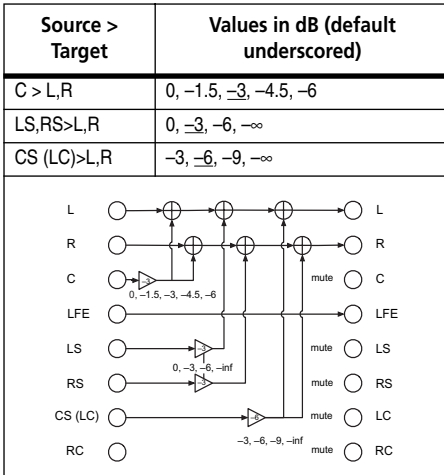 Source > Target
Values in dB (default underscored)
C > L,R
0, –1.5, –3, –4.5, –6
LS,RS>L,R
0, –3, –6, –∞
CS (LC)>L,R
–3, –6, –9, –∞
L
L
R
R
C
–3
mute
C
0, –1.5, –3, –4.5, –6
LFE
LFE
LS
–3
mute
LS
0, –3, –6, –inf
RS
–3
mute
RS
CS (LC)
–6
mute
LC
–3, –6, –9, –inf
RC
mute
RC